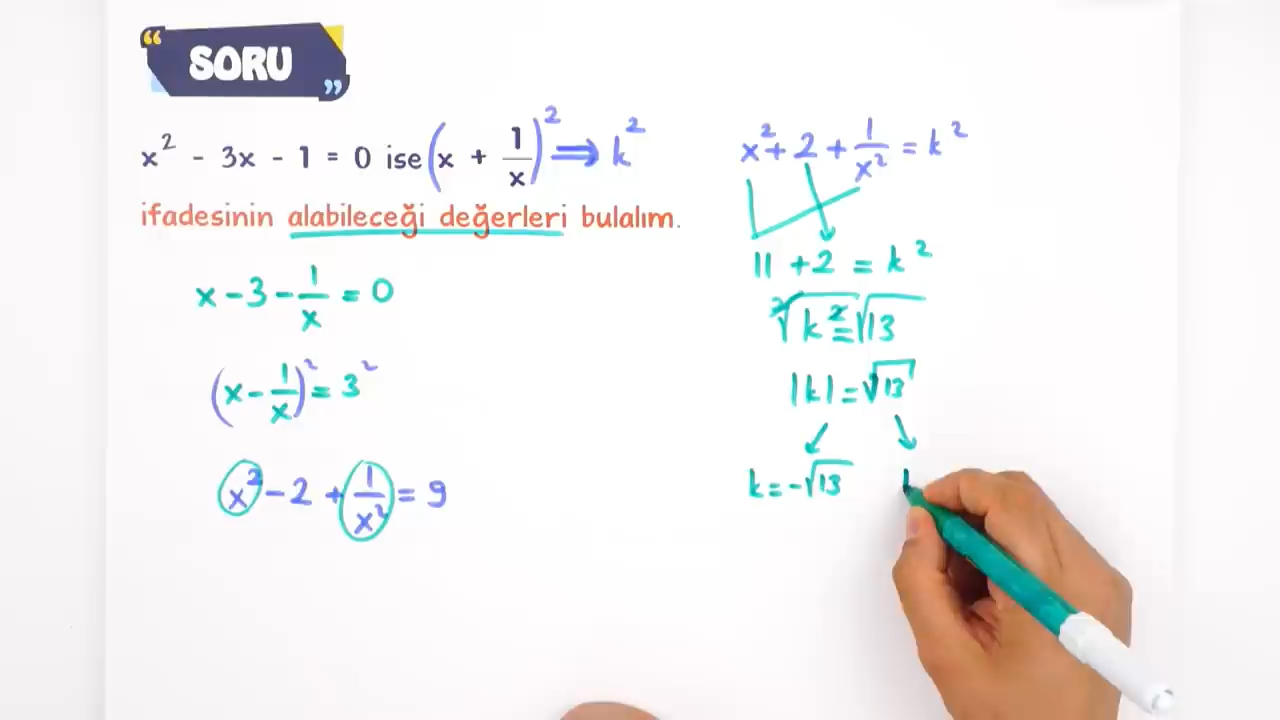 “ SORU ”
x² - 3x - 1 = 0 ise (x + 1/x)² ⟹ k²
ifadesinin alabileceği değerleri bulalım.
x - 3 - 1/x = 0
(x - 1/x)² = 3²
x² - 2 + 1/x² = 9
x² + 2 + 1/x² = k²
11 + 2 = k²
²√k² = √13
|k| = √13
k = -√13